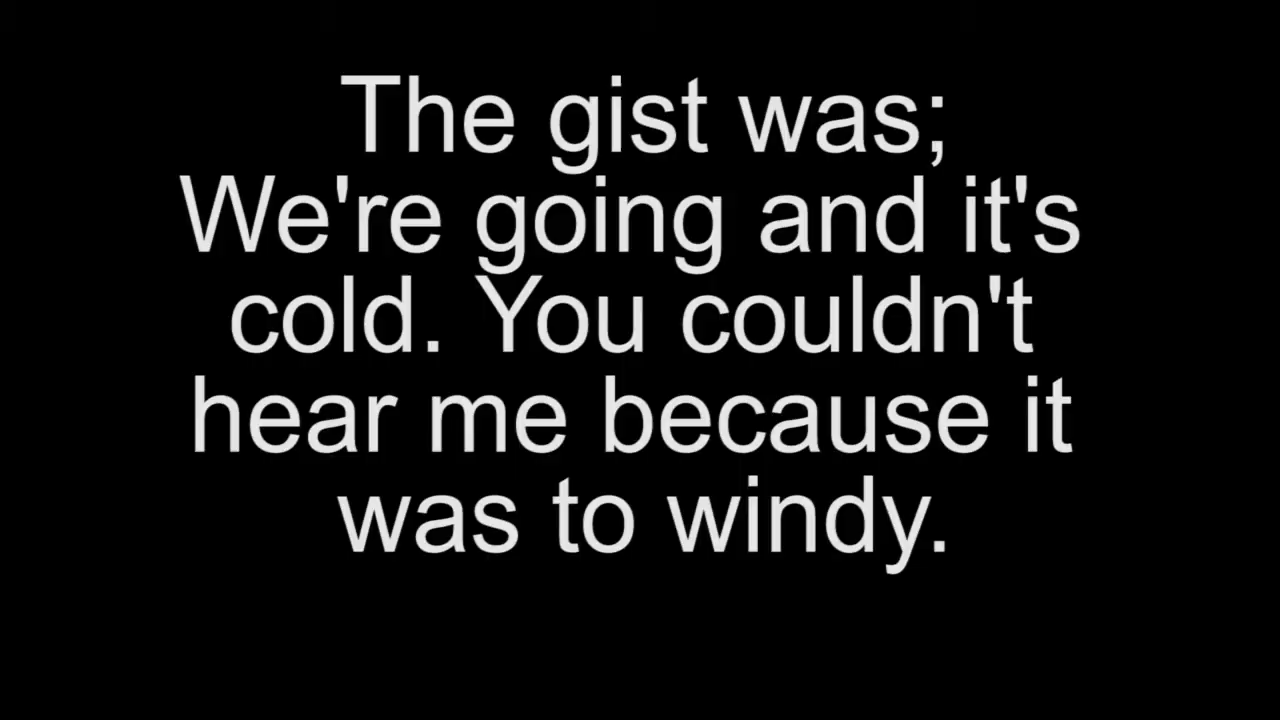 The gist was;
We're going and it's
cold. You couldn't
hear me because it
was to windy.